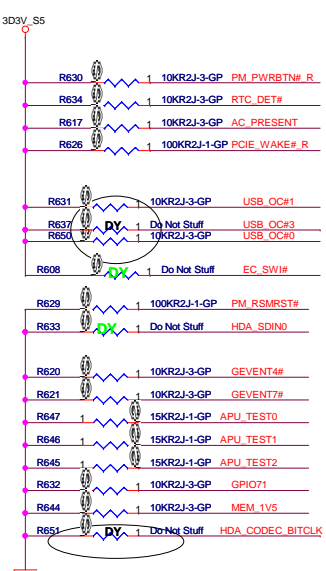 3D3V_S5
R630 1 10KR2J-3-GP PM_PWRBTN#_R
R634 1 10KR2J-3-GP RTC_DET#
R617 1 10KR2J-3-GP AC_PRESENT
R626 1 100KR2J-1-GP PCIE_WAKE#_R
R631 1 10KR2J-3-GP USB_OC#1
R637 DY 1 Do Not Stuff USB_OC#3
R650 1 10KR2J-3-GP USB_OC#0
R608 DY 1 Do Not Stuff EC_SWI#
R629 1 100KR2J-1-GP PM_RSMRST#
R633 DY 1 Do Not Stuff HDA_SDIN0
R620 1 10KR2J-3-GP GEVENT4#
R621 1 10KR2J-3-GP GEVENT7#
R647 1 15KR2J-1-GP APU_TEST0
R646 1 15KR2J-1-GP APU_TEST1
R645 1 15KR2J-1-GP APU_TEST2
R632 1 10KR2J-3-GP GPIO71
R644 1 10KR2J-3-GP MEM_1V5
R651 DY 1 Do Not Stuff HDA_CODEC_BITCLK